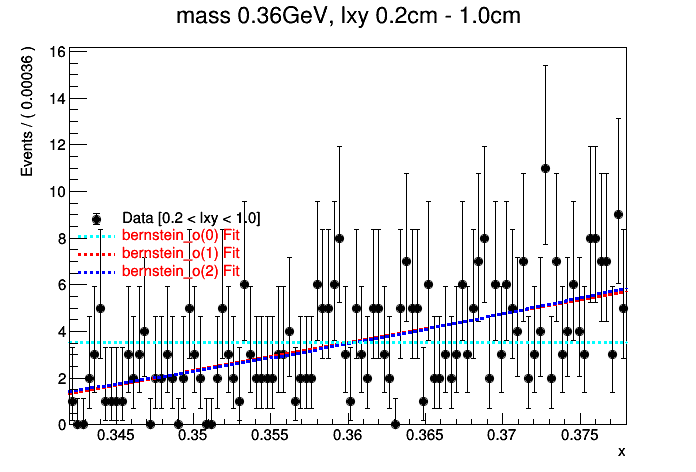 mass 0.36GeV, lxy 0.2cm - 1.0cm
Events / ( 0.00036 )
16
14
12
10
8
6
4
2
0
Data [0.2 < lxy < 1.0]
bernstein_o(0) Fit
bernstein_o(1) Fit
bernstein_o(2) Fit
0.345 0.35 0.355 0.36 0.365 0.37 0.375
x